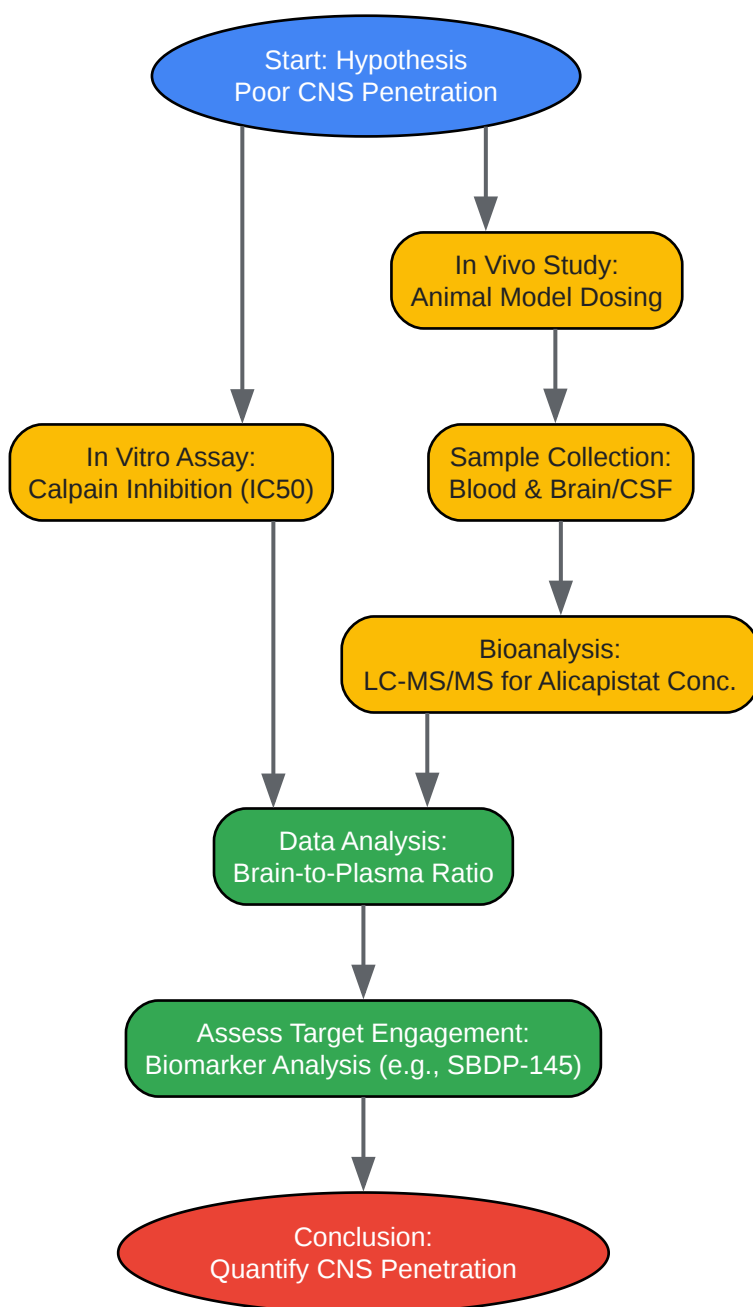 Start: Hypothesis
Poor CNS Penetration
In Vivo Study:
Animal Model Dosing
In Vitro Assay:
Calpain Inhibition (IC50)
Sample Collection:
Blood & Brain/CSF
Bioanalysis:
LC-MS/MS for Alicapistat Conc.
Data Analysis:
Brain-to-Plasma Ratio
Assess Target Engagement:
Biomarker Analysis (e.g., SBDP-145)
Conclusion:
Quantify CNS Penetration